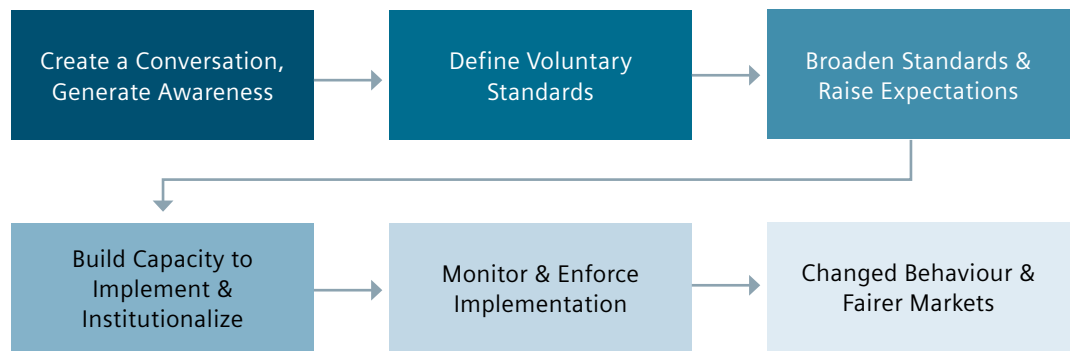 Create a Conversation,
Generate Awareness
Define Voluntary
Standards
Broaden Standards &
Raise Expectations
Build Capacity to
Implement &
Institutionalize
Monitor & Enforce
Implementation
Changed Behaviour &
Fairer Markets